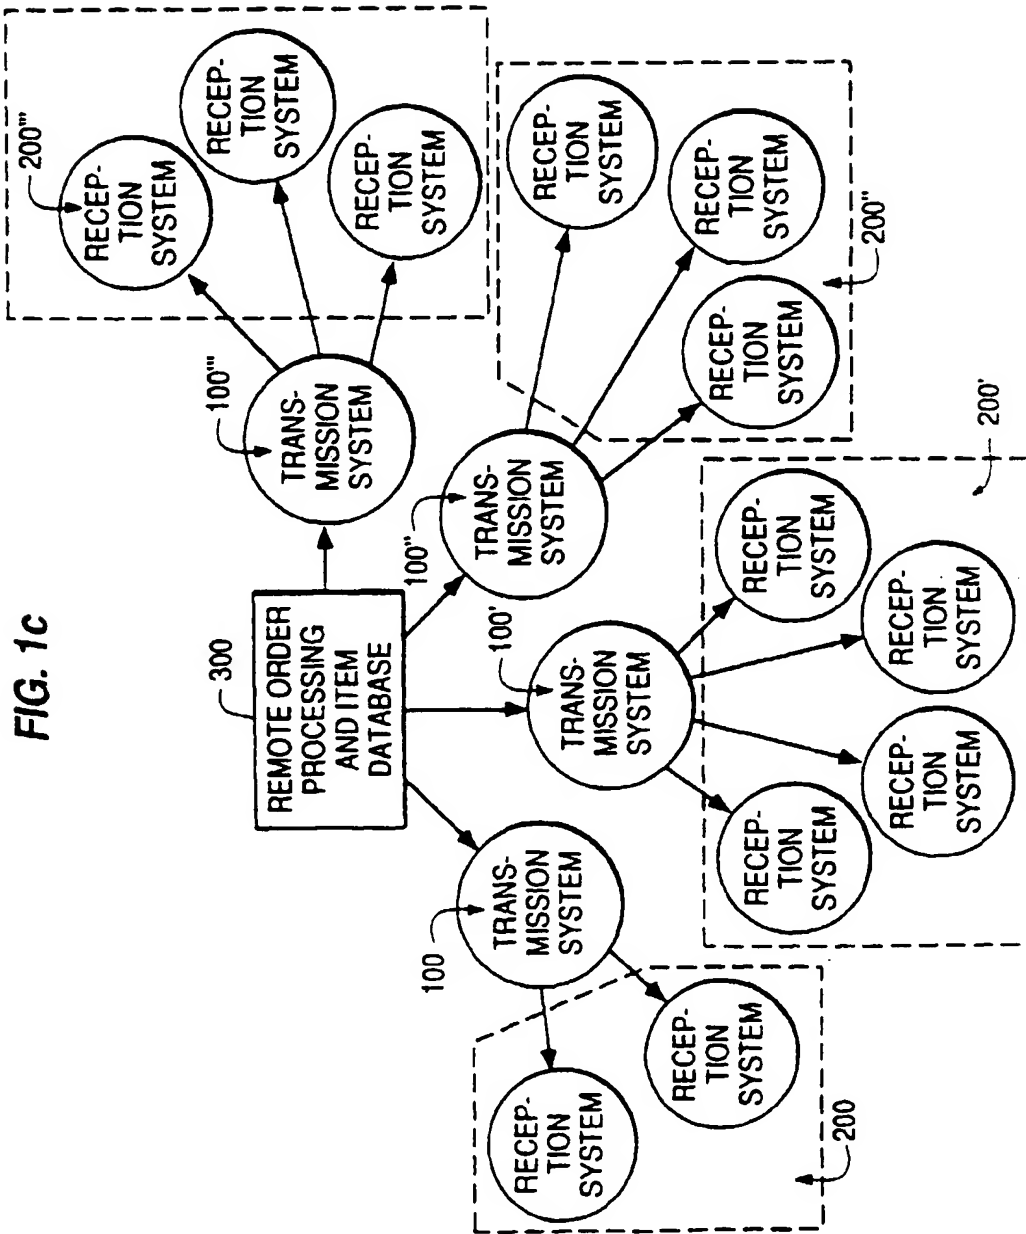 FIG. 1c
300
REMOTE ORDER
PROCESSING
AND ITEM
DATABASE
100
TRANS-
MISSION
SYSTEM
100'
TRANS-
MISSION
SYSTEM
100"
TRANS-
MISSION
SYSTEM
100'''
TRANS-
MISSION
SYSTEM
RECEP-
TION
SYSTEM
RECEP-
TION
SYSTEM
200
RECEP-
TION
SYSTEM
RECEP-
TION
SYSTEM
RECEP-
TION
SYSTEM
RECEP-
TION
SYSTEM
200'
RECEP-
TION
SYSTEM
RECEP-
TION
SYSTEM
RECEP-
TION
SYSTEM
200"
200'''
RECEP-
TION
SYSTEM
RECEP-
TION
SYSTEM
RECEP-
TION
SYSTEM